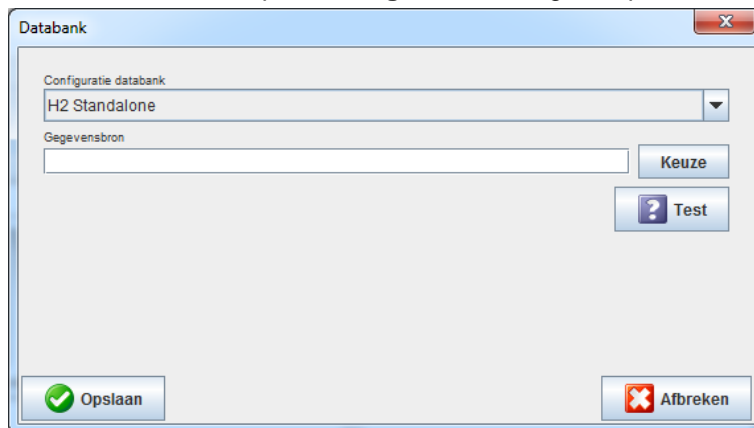 Databank
Configuratie databank
H2 Standalone
Gegevensbron
Keuze
Test
Opslaan
Afbreken